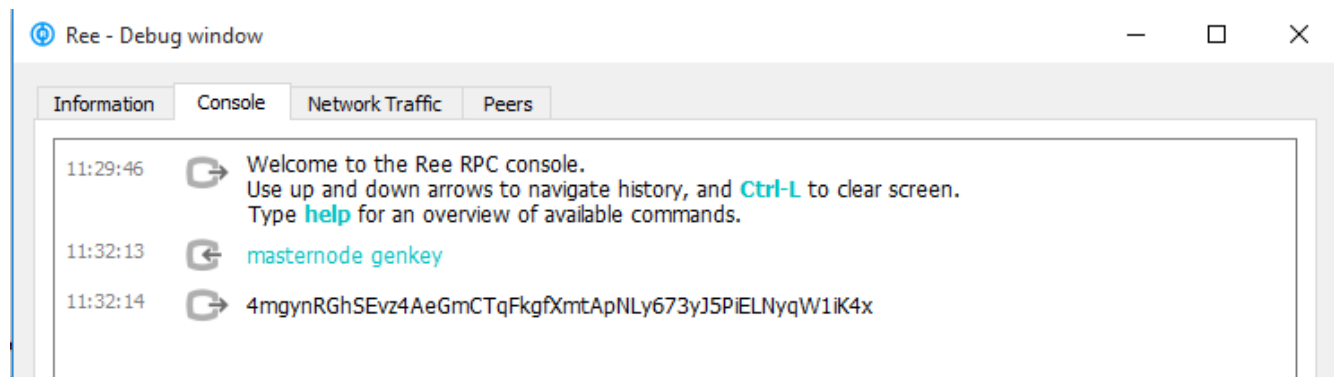 Ree - Debug window
Information Console Network Traffic Peers
11:29:46 Welcome to the Ree RPC console.
Use up and down arrows to navigate history, and Ctrl-L to clear screen.
Type help for an overview of available commands.
11:32:13 masternode genkey
11:32:14 4mgynRGhSEvz4AeGmCTqFkgfXmtApNLy673yJ5PiELNyqW1iK4x